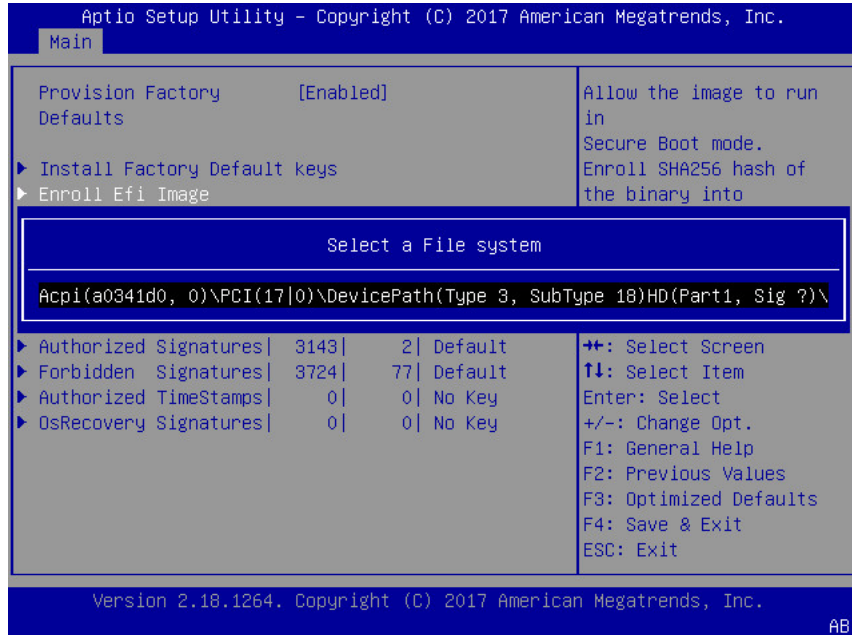 Aptio Setup Utility – Copyright (C) 2017 American Megatrends, Inc.
Main
Provision Factory [Enabled]
Defaults
Install Factory Default keys
Enroll Efi Image
Allow the image to run
in
Secure Boot mode.
Enroll SHA256 hash of
the binary into
Select a File system
Acpi(a0341d0, 0)\PCI(17|0)\DevicePath(Type 3, SubType 18)HD(Part1, Sig ?)\
Authorized Signatures| 3143| 2| Default
Forbidden Signatures| 3724| 77| Default
Authorized TimeStamps| 0| 0| No Key
OsRecovery Signatures| 0| 0| No Key
→←: Select Screen
↑↓: Select Item
Enter: Select
+/-: Change Opt.
F1: General Help
F2: Previous Values
F3: Optimized Defaults
F4: Save & Exit
ESC: Exit
Version 2.18.1264. Copyright (C) 2017 American Megatrends, Inc.
AB